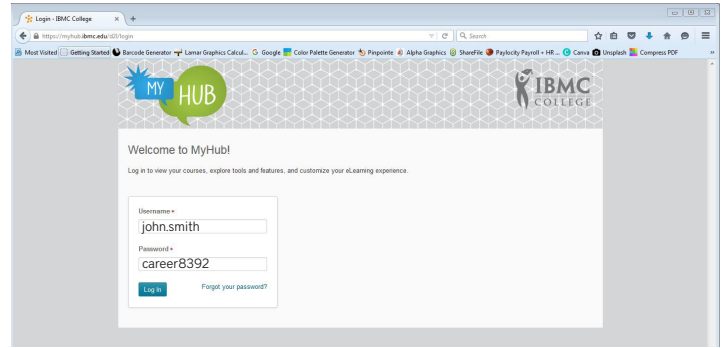 Login - IBMC College
https://myhub.ibmc.edu/d2l/login
Search
Most Visited Getting Started Barcode Generator Lamar Graphics Calcul... Google Color Palette Generator Pinpointe Alpha Graphics ShareFile Paylocity Payroll + HR ... Canva Unsplash Compress PDF
MY HUB
IBMC
COLLEGE
Welcome to MyHub!
Log in to view your courses, explore tools and features, and customize your eLearning experience.
Username *
john.smith
Password *
career8392
Log In Forgot your password?